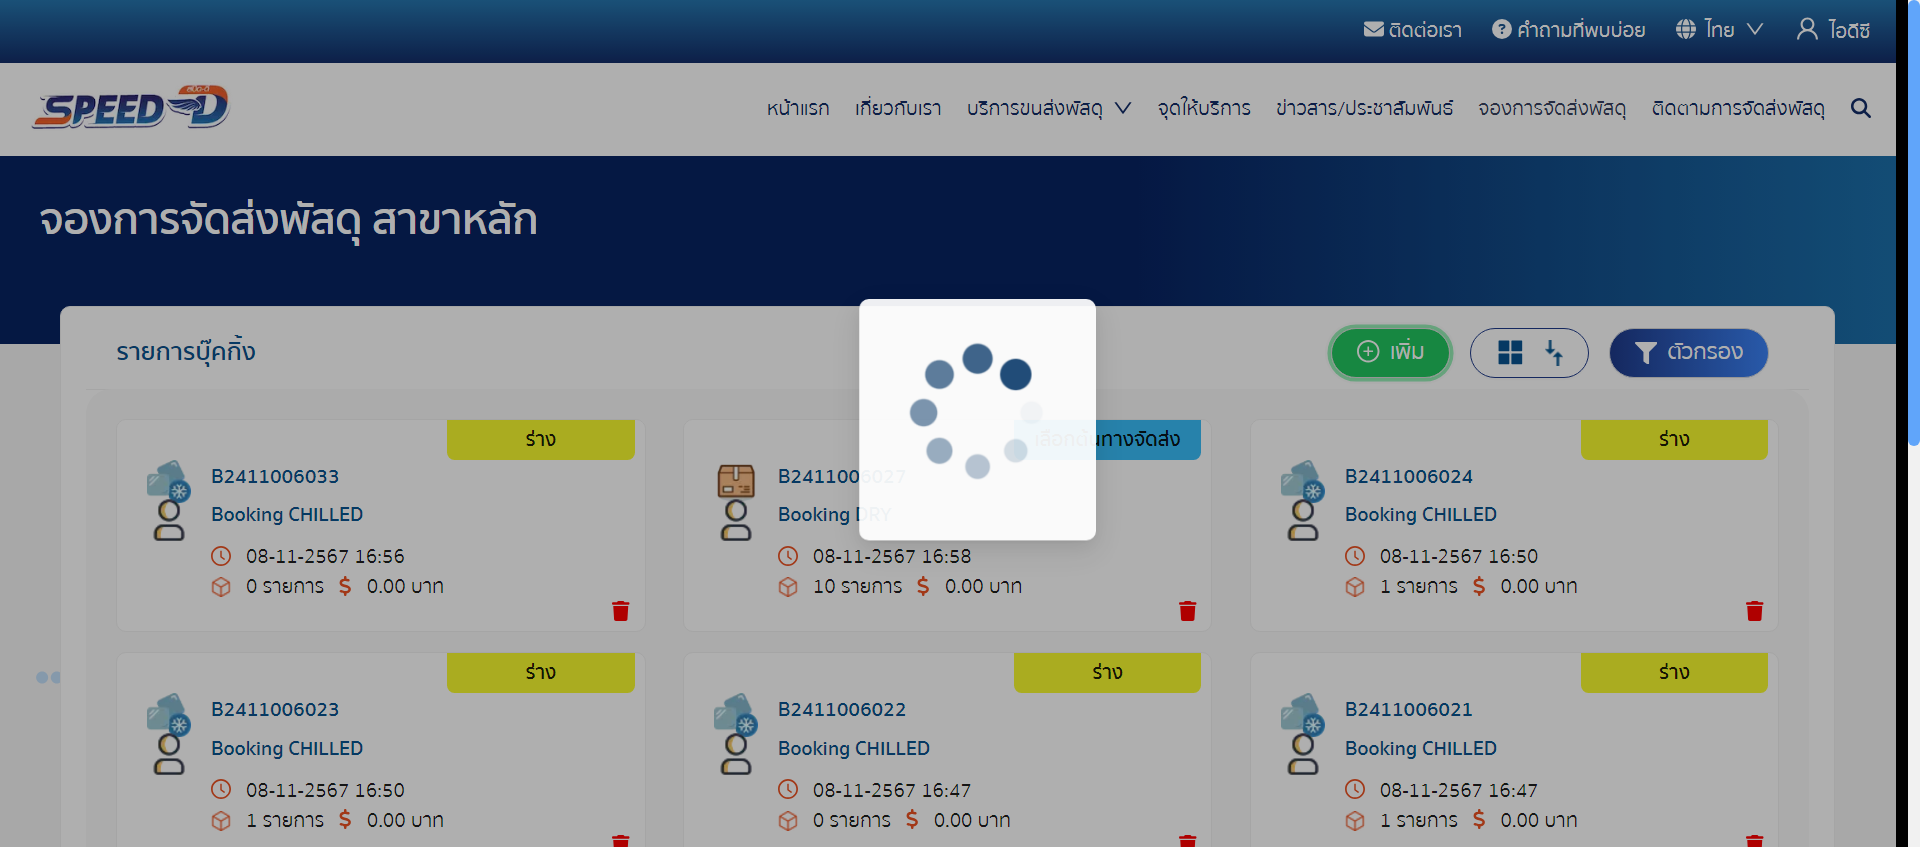 ติดต่อเรา คำถามที่พบบ่อย ไทย ไอดีซี
SPEED-D สปีด-ดี
หน้าแรก เกี่ยวกับเรา บริการขนส่งพัสดุ จุดให้บริการ ข่าวสาร/ประชาสัมพันธ์ จองการจัดส่งพัสดุ ติดตามการจัดส่งพัสดุ
จองการจัดส่งพัสดุ สาขาหลัก
รายการบุ๊คกิ้ง
เพิ่ม
ตัวกรอง
ร่าง
B2411006033
Booking CHILLED
08-11-2567 16:56
0 รายการ $ 0.00 บาท
เลือกต้นทางจัดส่ง
B2411006027
Booking DRY
08-11-2567 16:58
10 รายการ $ 0.00 บาท
ร่าง
B2411006024
Booking CHILLED
08-11-2567 16:50
1 รายการ $ 0.00 บาท
ร่าง
B2411006023
Booking CHILLED
08-11-2567 16:50
1 รายการ $ 0.00 บาท
ร่าง
B2411006022
Booking CHILLED
08-11-2567 16:47
0 รายการ $ 0.00 บาท
ร่าง
B2411006021
Booking CHILLED
08-11-2567 16:47
1 รายการ $ 0.00 บาท